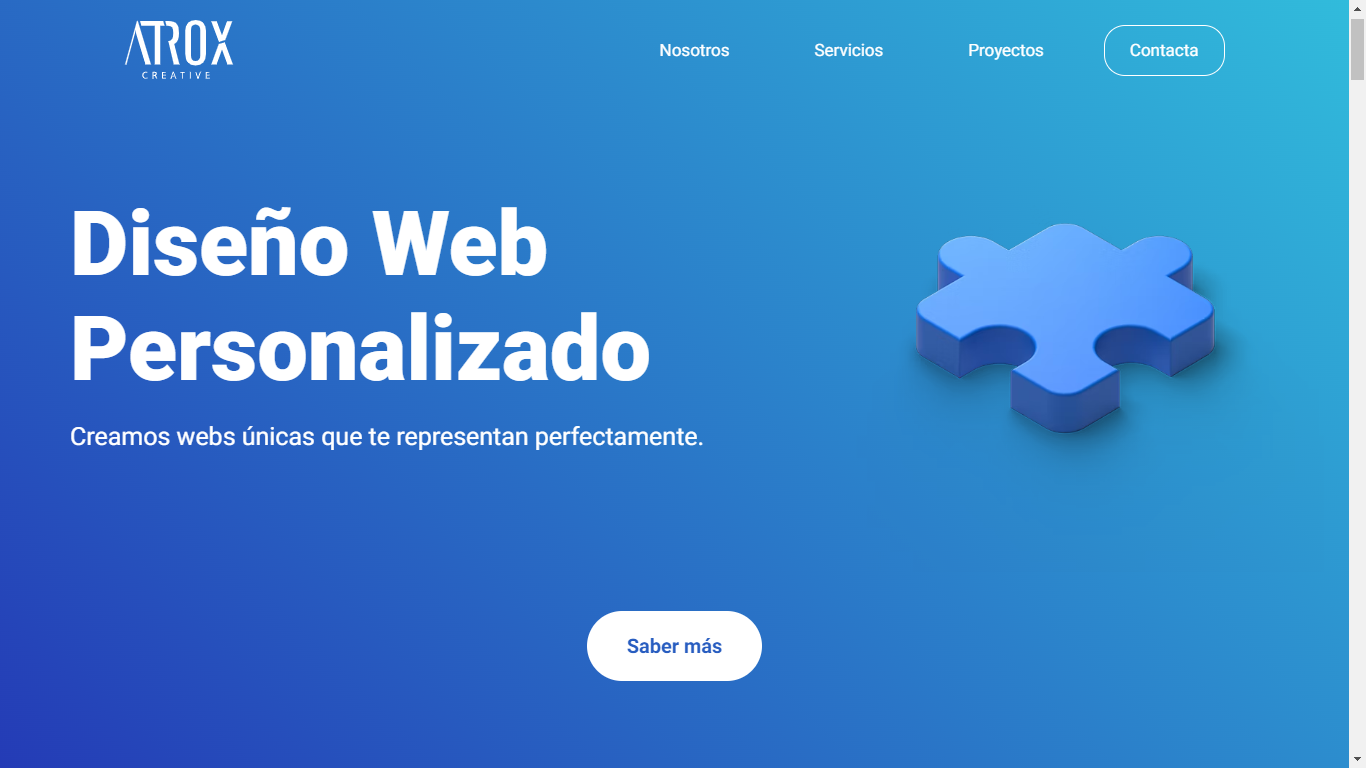 ATROX
CREATIVE
Nosotros
Servicios
Proyectos
Contacta
Diseño Web
Personalizado
Creamos webs únicas que te representan perfectamente.
Saber más